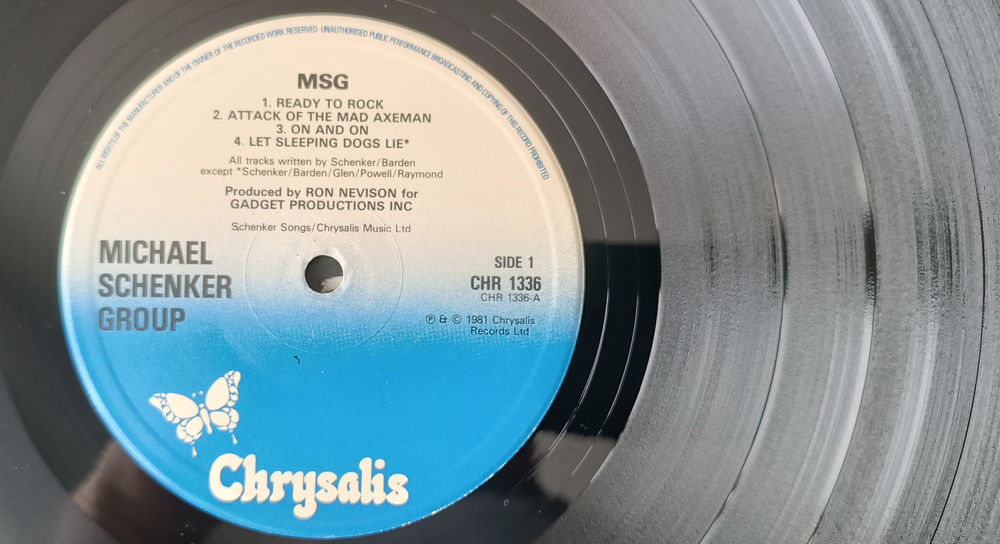 ALL RIGHTS OF THE MANUFACTURER AND OF THE OWNER OF THE RECORDED WORK RESERVED UNAUTHORISED PUBLIC PERFORMANCE BROADCASTING AND COPYING OF THIS RECORD PROHIBITED
MSG
1. READY TO ROCK
2. ATTACK OF THE MAD AXEMAN
3. ON AND ON
4. LET SLEEPING DOGS LIE*
All tracks written by Schenker/Barden
except *Schenker/Barden/Glen/Powell/Raymond
Produced by RON NEVISON for
GADGET PRODUCTIONS INC
Schenker Songs/Chrysalis Music Ltd
MICHAEL
SCHENKER
GROUP
SIDE 1
CHR 1336
CHR 1336-A
℗ & © 1981 Chrysalis
Records Ltd
Chrysalis